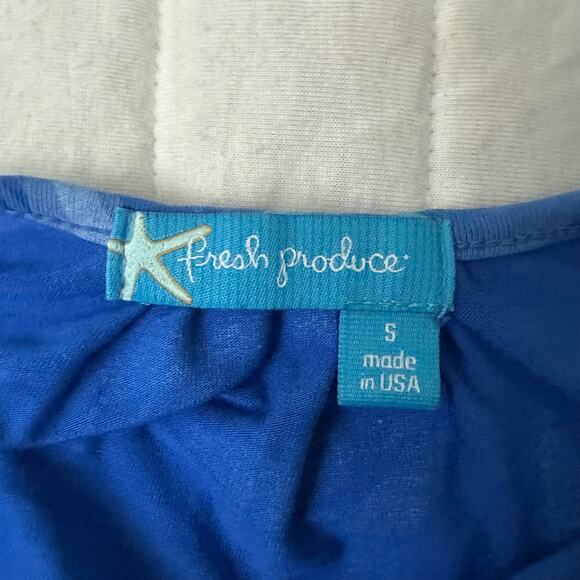 fresh produce
S
made
in USA